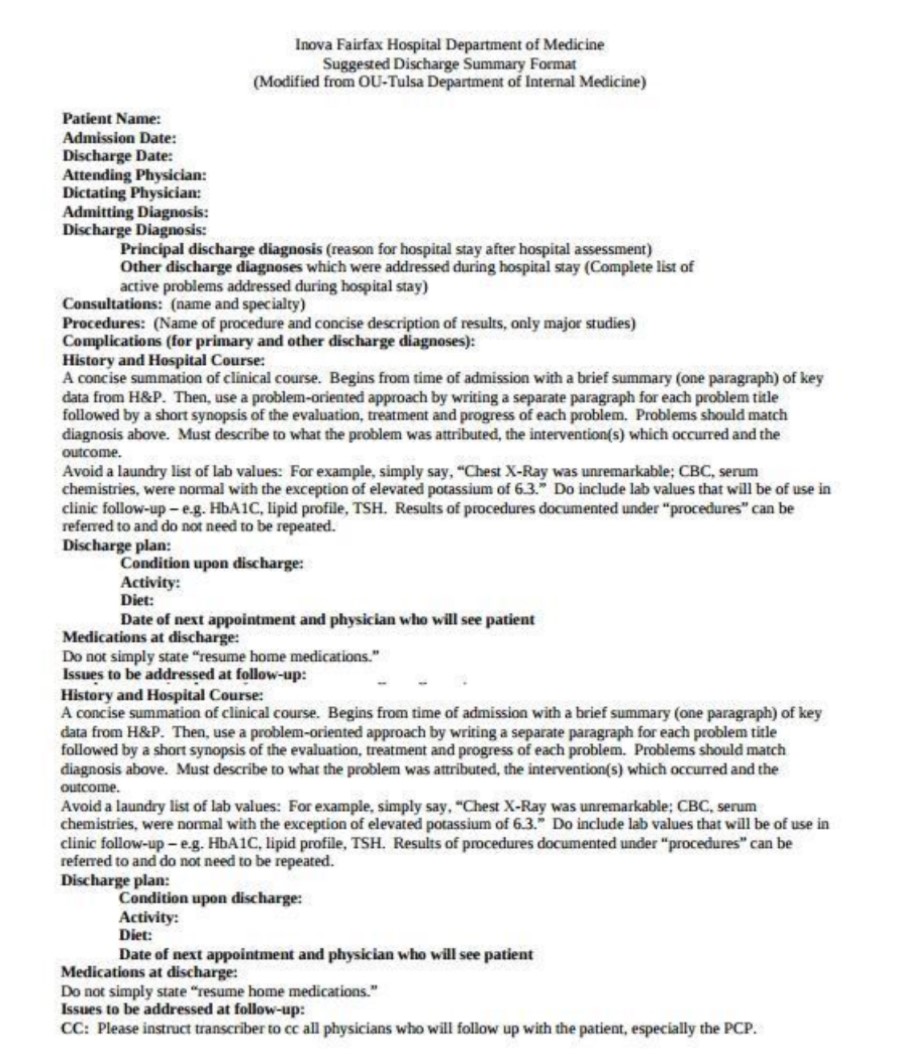 Inova Fairfax Hospital Department of Medicine
Suggested Discharge Summary Format
(Modified from OU-Tulsa Department of Internal Medicine)
Patient Name:
Admission Date:
Discharge Date:
Attending Physician:
Dictating Physician:
Admitting Diagnosis:
Discharge Diagnosis:
Principal discharge diagnosis (reason for hospital stay after hospital assessment)
Other discharge diagnoses which were addressed during hospital stay (Complete list of
active problems addressed during hospital stay)
Consultations: (name and specialty)
Procedures: (Name of procedure and concise description of results, only major studies)
Complications (for primary and other discharge diagnoses):
History and Hospital Course:
A concise summation of clinical course. Begins from time of admission with a brief summary (one paragraph) of key
data from H&P. Then, use a problem-oriented approach by writing a separate paragraph for each problem title
followed by a short synopsis of the evaluation, treatment and progress of each problem. Problems should match
diagnosis above. Must describe to what the problem was attributed, the intervention(s) which occurred and the
outcome.
Avoid a laundry list of lab values: For example, simply say, “Chest X-Ray was unremarkable; CBC, serum
chemistries, were normal with the exception of elevated potassium of 6.3.” Do include lab values that will be of use in
clinic follow-up – e.g. HbA1C, lipid profile, TSH. Results of procedures documented under “procedures” can be
referred to and do not need to be repeated.
Discharge plan:
Condition upon discharge:
Activity:
Diet:
Date of next appointment and physician who will see patient
Medications at discharge:
Do not simply state “resume home medications.”
Issues to be addressed at follow-up:
History and Hospital Course:
A concise summation of clinical course. Begins from time of admission with a brief summary (one paragraph) of key
data from H&P. Then, use a problem-oriented approach by writing a separate paragraph for each problem title
followed by a short synopsis of the evaluation, treatment and progress of each problem. Problems should match
diagnosis above. Must describe to what the problem was attributed, the intervention(s) which occurred and the
outcome.
Avoid a laundry list of lab values: For example, simply say, “Chest X-Ray was unremarkable; CBC, serum
chemistries, were normal with the exception of elevated potassium of 6.3.” Do include lab values that will be of use in
clinic follow-up – e.g. HbA1C, lipid profile, TSH. Results of procedures documented under “procedures” can be
referred to and do not need to be repeated.
Discharge plan:
Condition upon discharge:
Activity:
Diet:
Date of next appointment and physician who will see patient
Medications at discharge:
Do not simply state “resume home medications.”
Issues to be addressed at follow-up:
CC: Please instruct transcriber to cc all physicians who will follow up with the patient, especially the PCP.